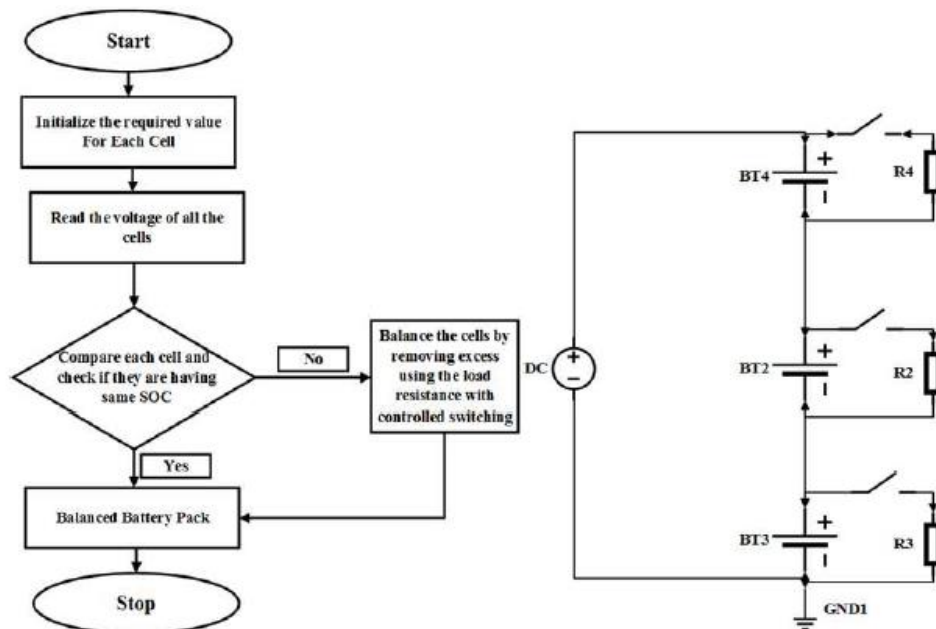 Start
Initialize the required value
For Each Cell
Read the voltage of all the
cells
Compare each cell and
check if they are having
same SOC
No
Balance the cells by
removing excess
using the load
resistance with
controlled switching
Yes
Balanced Battery Pack
Stop
DC
+
−
BT4
+
−
R4
BT2
+
−
R2
BT3
+
−
R3
GND1